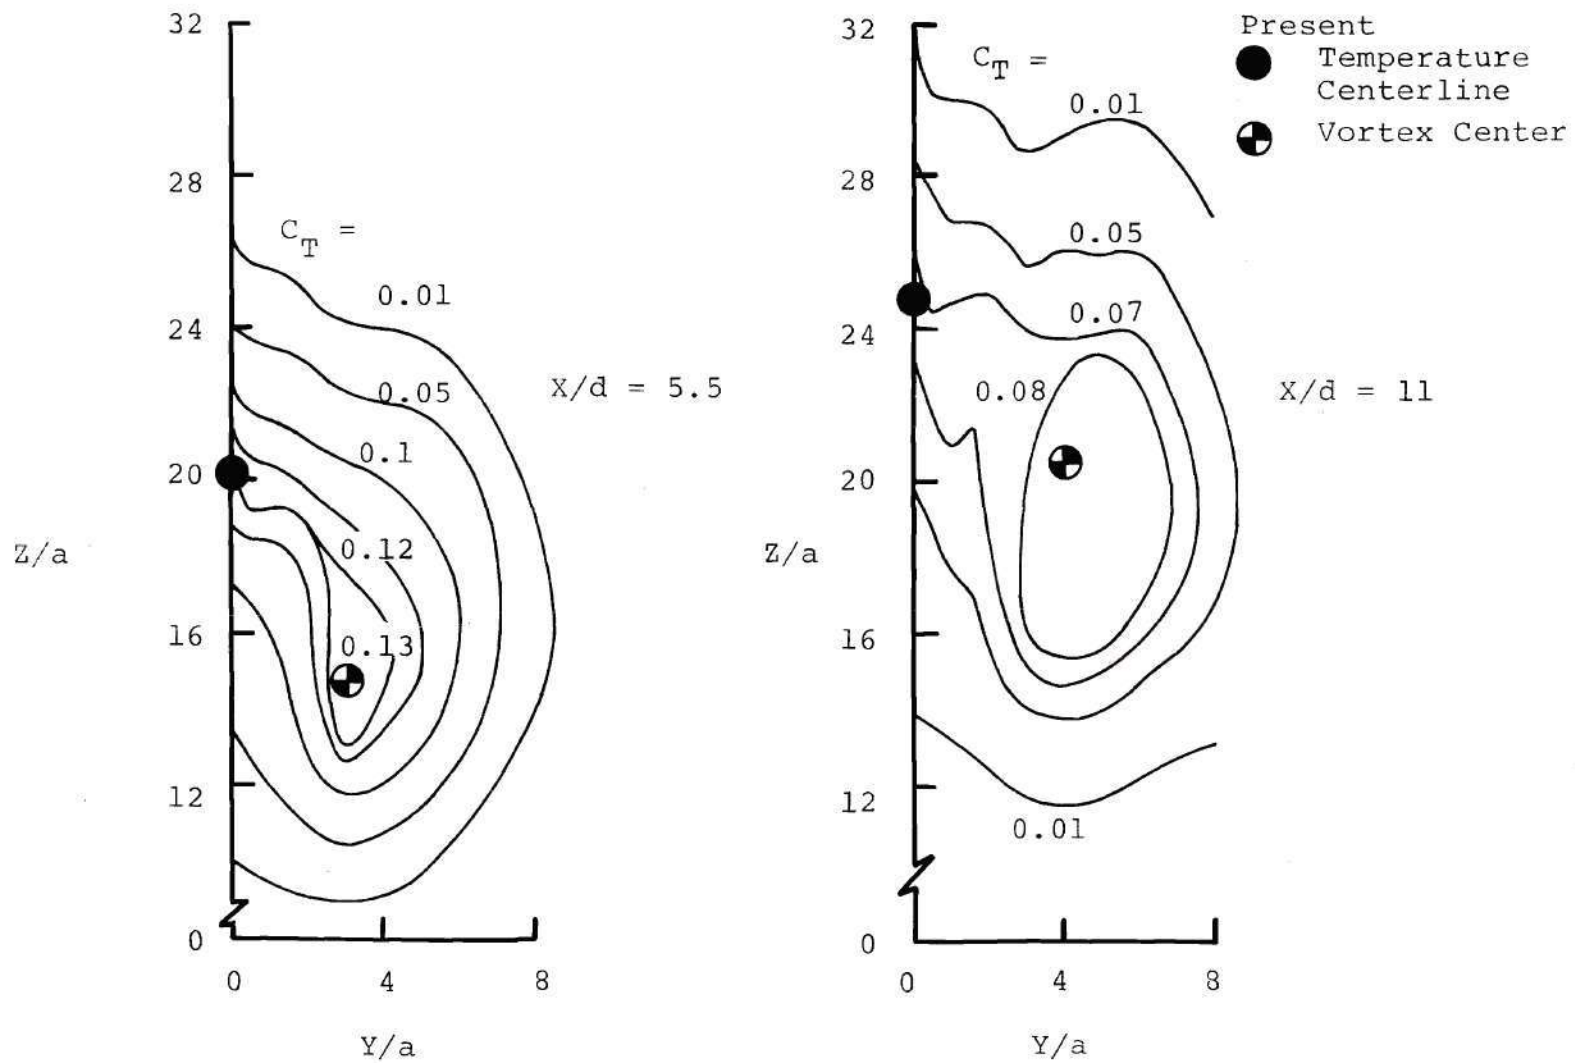 32
28
24
20
16
12
0
Z/a
C_T =
0.01
0.05
0.1
0.12
0.13
X/d = 5.5
0
4
8
Y/a
32
28
24
20
16
12
0
Z/a
C_T =
0.01
0.05
0.07
0.08
0.01
X/d = 11
0
4
8
Y/a
Present
Temperature
Centerline
Vortex Center